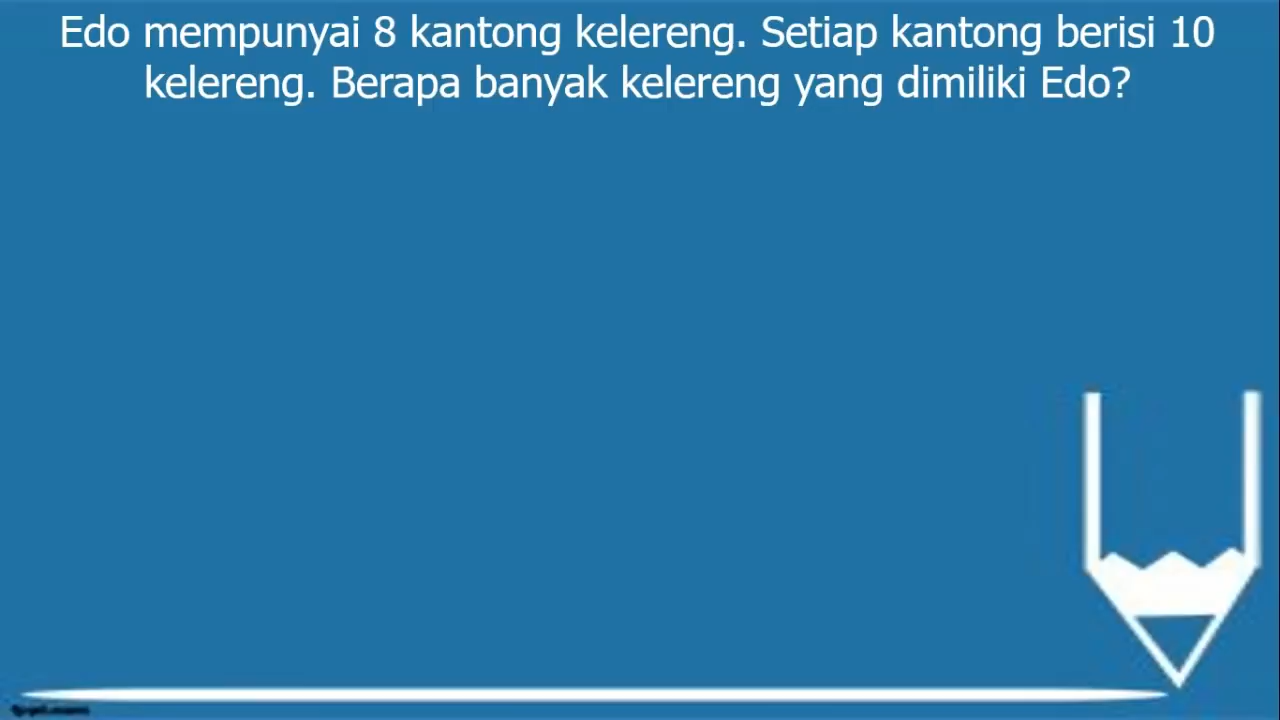 Edo mempunyai 8 kantong kelereng. Setiap kantong berisi 10
kelereng. Berapa banyak kelereng yang dimiliki Edo?